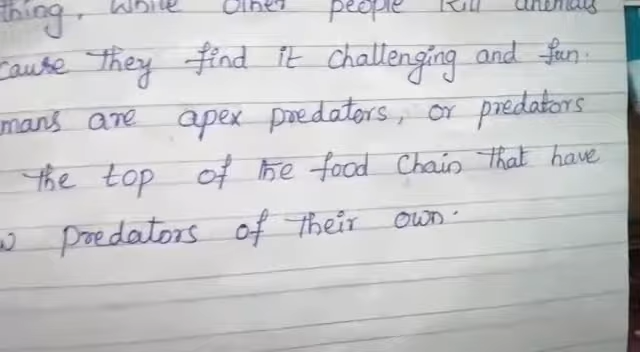 thing. While other people kill animals
cause they find it challenging and fun.
mans are apex predators, or predators
the top of the food chain that have
predators of their own.